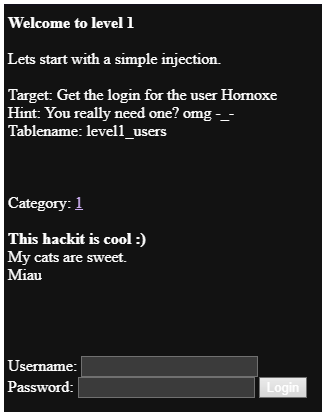 Welcome to level 1
Lets start with a simple injection.
Target: Get the login for the user Hornoxe
Hint: You really need one? omg -_-
Tablename: level1_users
Category: 1
This hackit is cool :)
My cats are sweet.
Miau
Username:
Password: Login